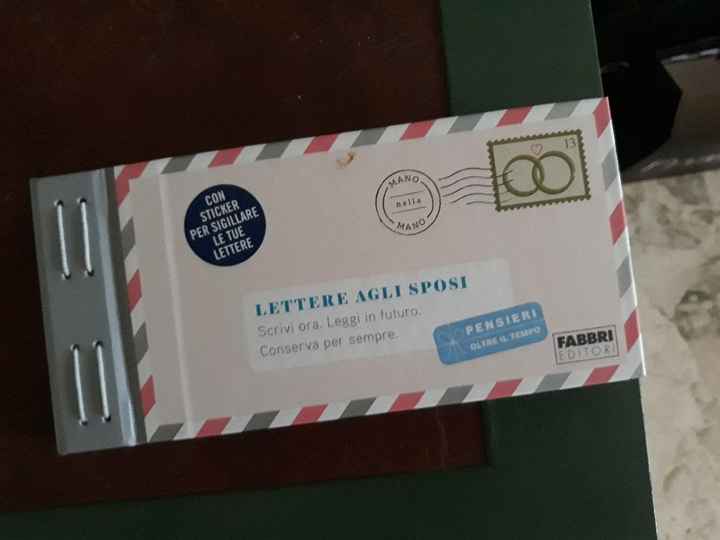 CON
STICKER
PER SIGILLARE
LE TUE
LETTERE
MANO
nella
MANO
13
LETTERE AGLI SPOSI
Scrivi ora. Leggi in futuro.
Conserva per sempre.
PENSIERI
OLTRE IL TEMPO
FABBRI
EDITORI